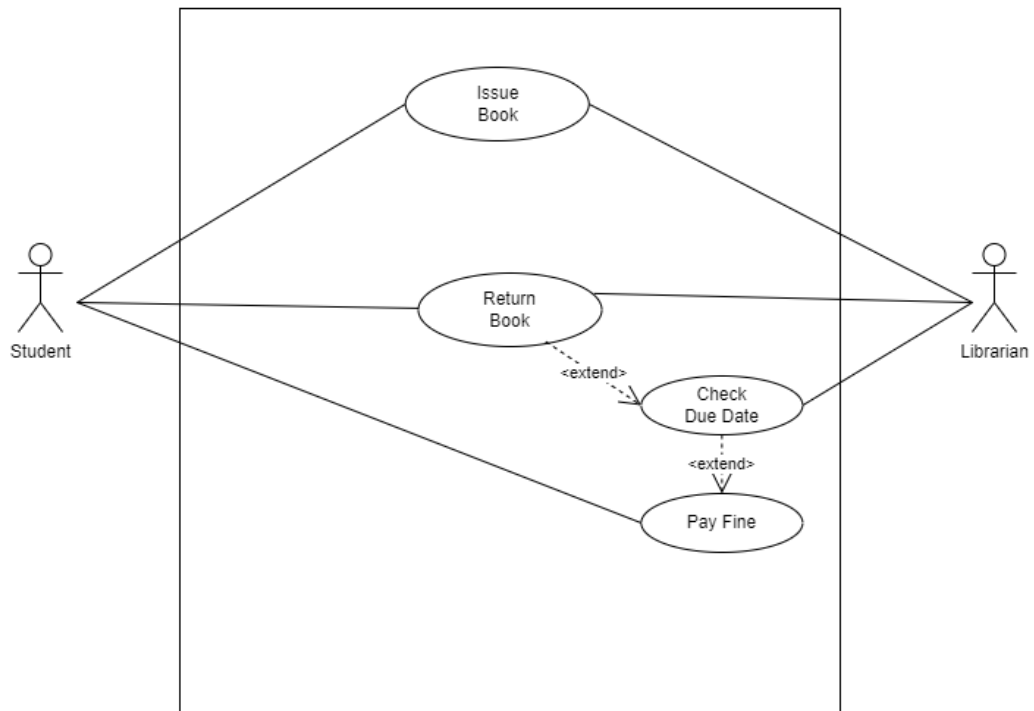 Issue
Book
Student
Return
Book
Librarian
<extend>
Check
Due Date
<extend>
Pay Fine